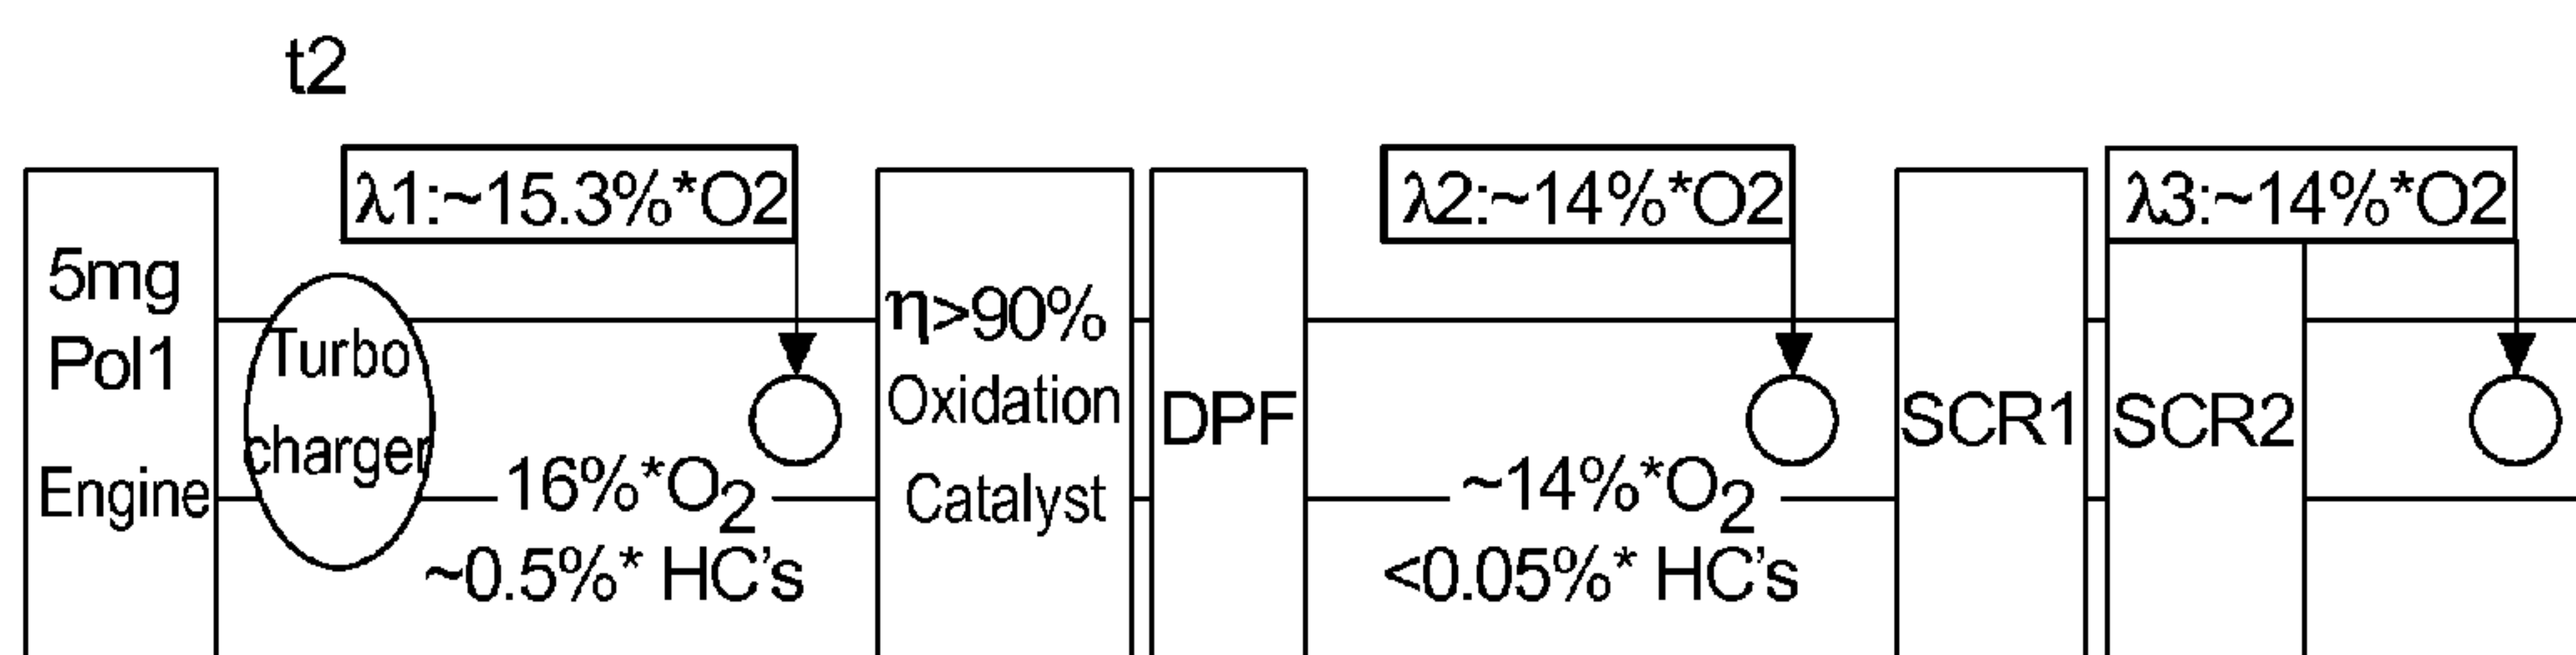 t2
λ1:~15.3%*O2
λ2:~14%*O2
λ3:~14%*O2
5mg
Pol1
Engine
Turbo
charger
16%*O2
~0.5%* HC's
η>90%
Oxidation
Catalyst
DPF
~14%*O2
<0.05%* HC's
SCR1
SCR2